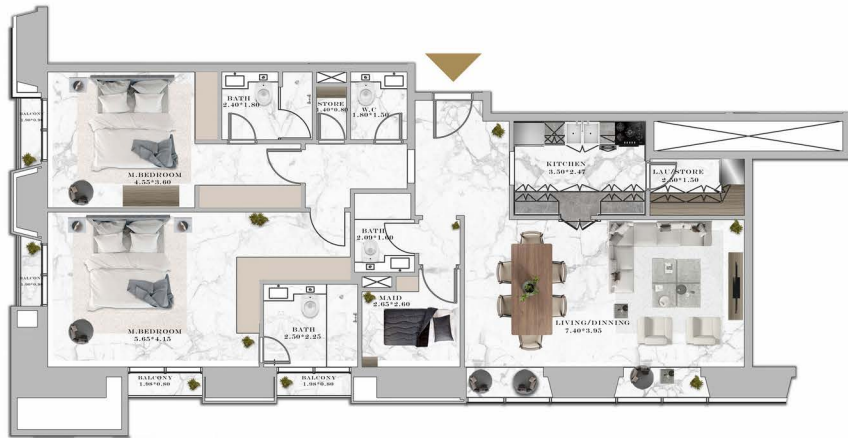 BATH
2.40*1.80
STORE
1.40*0.80
W.C
1.80*1.50
BALCONY
M.BEDROOM
4.55*3.60
KITCHEN
3.50*2.47
LAU/STORE
2.50*1.50
BATH
2.09*1.60
BALCONY
M.BEDROOM
5.65*4.15
MAID
2.65*2.60
BATH
2.50*2.25
LIVING/DINNING
7.40*3.95
BALCONY
1.98*0.80
BALCONY
1.96*0.80